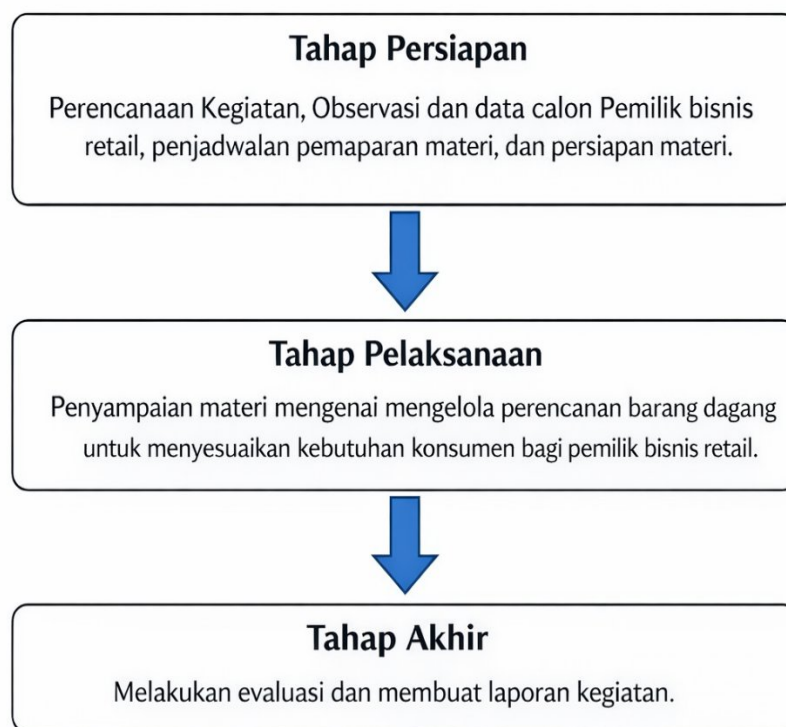 Tahap Persiapan
Perencanaan Kegiatan, Observasi dan data calon Pemilik bisnis
retail, penjadwalan pemaparan materi, dan persiapan materi.
Tahap Pelaksanaan
Penyampaian materi mengenai mengelola perencanan barang dagang
untuk menyesuaikan kebutuhan konsumen bagi pemilik bisnis retail.
Tahap Akhir
Melakukan evaluasi dan membuat laporan kegiatan.